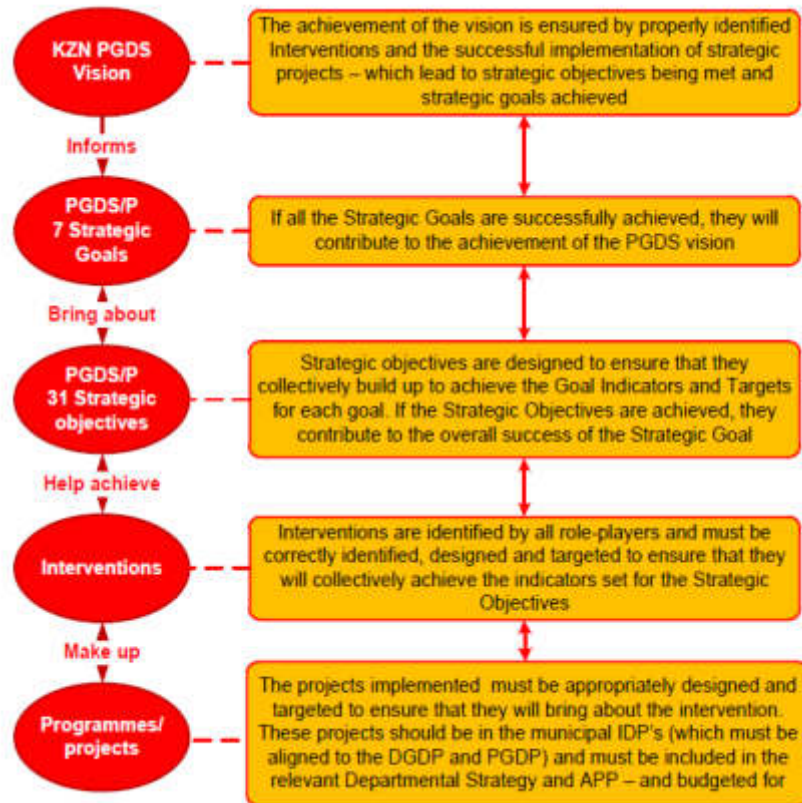 KZN PGDS
Vision
The achievement of the vision is ensured by properly identified
Interventions and the successful implementation of strategic
projects – which lead to strategic objectives being met and
strategic goals achieved
Informs
PGDS/P
7 Strategic
Goals
If all the Strategic Goals are successfully achieved, they will
contribute to the achievement of the PGDS vision
Bring about
PGDS/P
31 Strategic
objectives
Strategic objectives are designed to ensure that they
collectively build up to achieve the Goal Indicators and Targets
for each goal. If the Strategic Objectives are achieved, they
contribute to the overall success of the Strategic Goal
Help achieve
Interventions
Interventions are identified by all role-players and must be
correctly identified, designed and targeted to ensure that they
will collectively achieve the indicators set for the Strategic
Objectives
Make up
Programmes/
projects
The projects implemented must be appropriately designed and
targeted to ensure that they will bring about the intervention.
These projects should be in the municipal IDP's (which must be
aligned to the DGDP and PGDP) and must be included in the
relevant Departmental Strategy and APP – and budgeted for